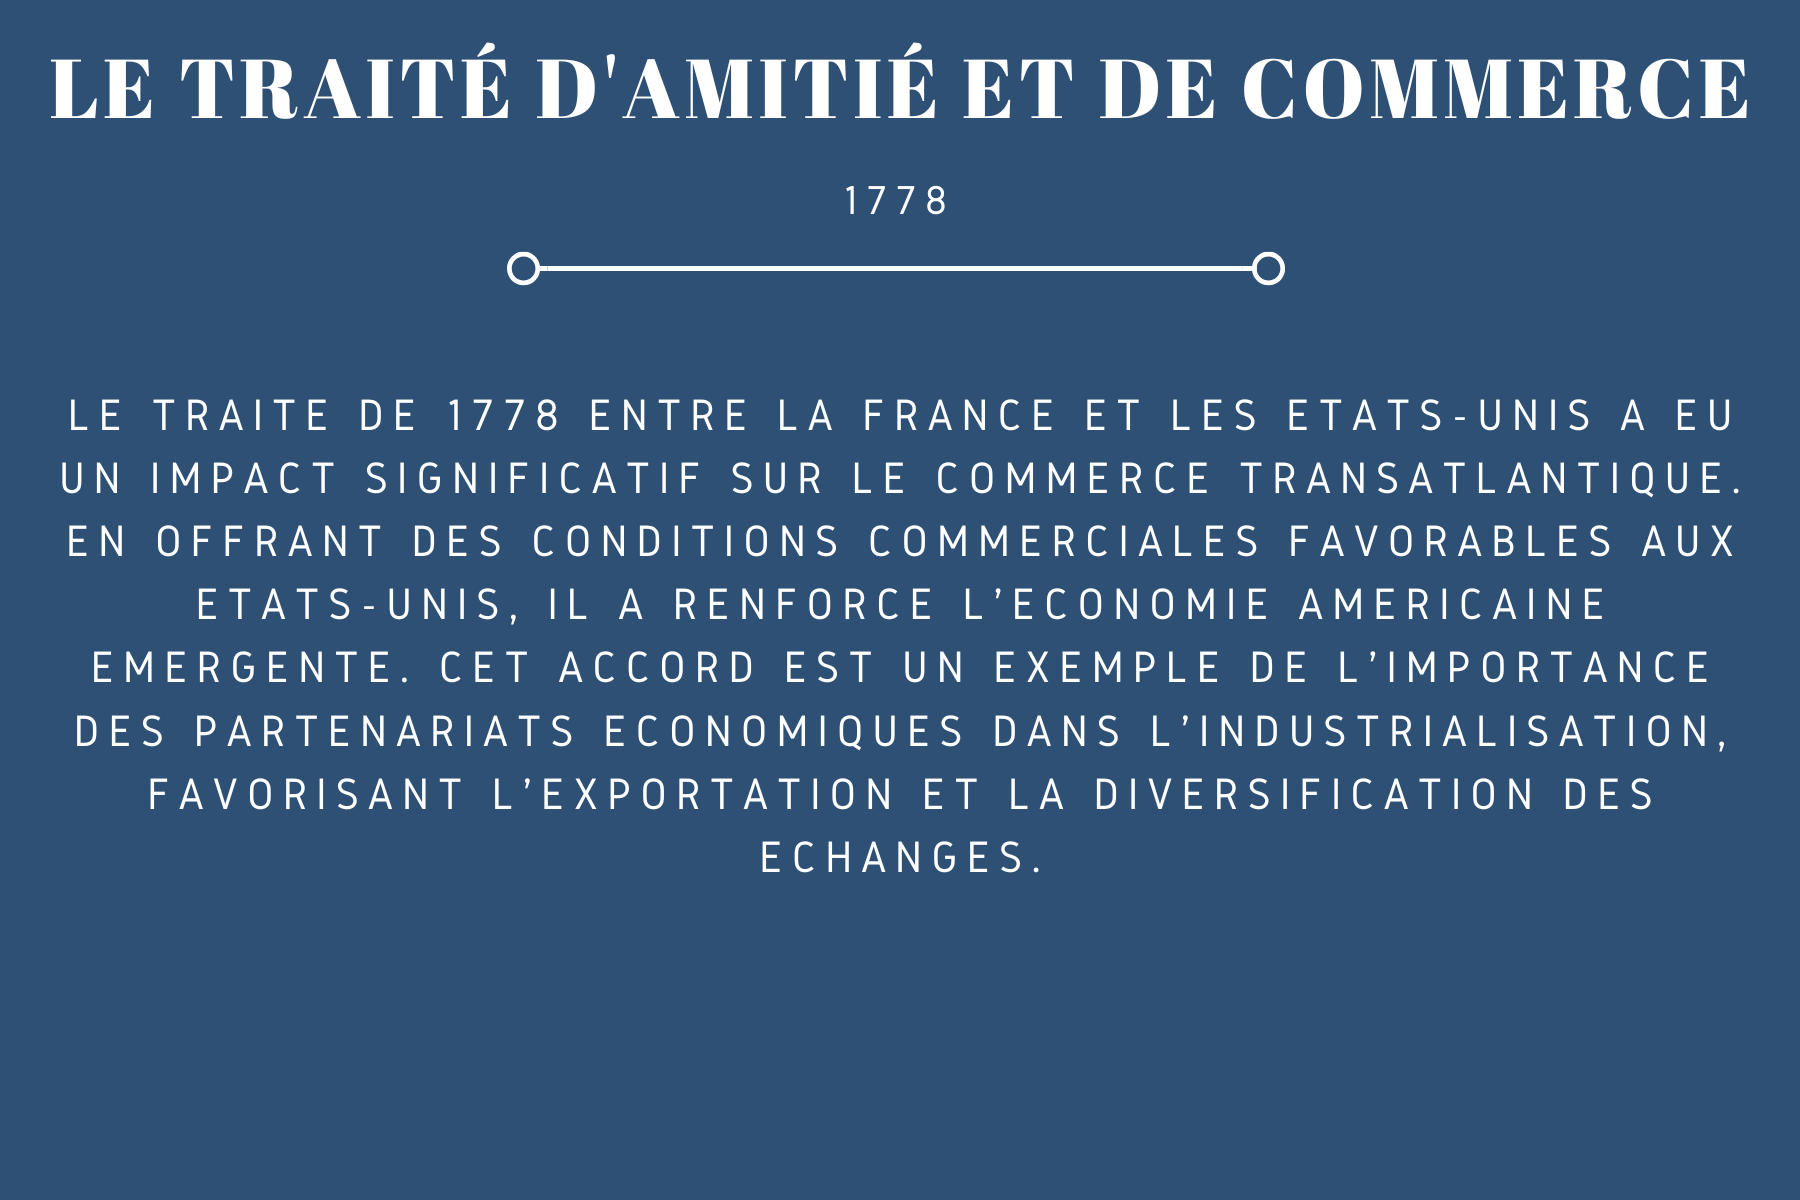 LE TRAITÉ D'AMITIÉ ET DE COMMERCE
1778
LE TRAITE DE 1778 ENTRE LA FRANCE ET LES ETATS-UNIS A EU
UN IMPACT SIGNIFICATIF SUR LE COMMERCE TRANSATLANTIQUE.
EN OFFRANT DES CONDITIONS COMMERCIALES FAVORABLES AUX
ETATS-UNIS, IL A RENFORCE L’ECONOMIE AMERICAINE
EMERGENTE. CET ACCORD EST UN EXEMPLE DE L’IMPORTANCE
DES PARTENARIATS ECONOMIQUES DANS L’INDUSTRIALISATION,
FAVORISANT L’EXPORTATION ET LA DIVERSIFICATION DES
ECHANGES.